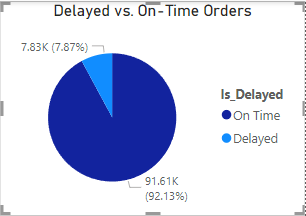 Delayed vs. On-Time Orders
7.83K (7.87%)
Is_Delayed
On Time
Delayed
91.61K
(92.13%)